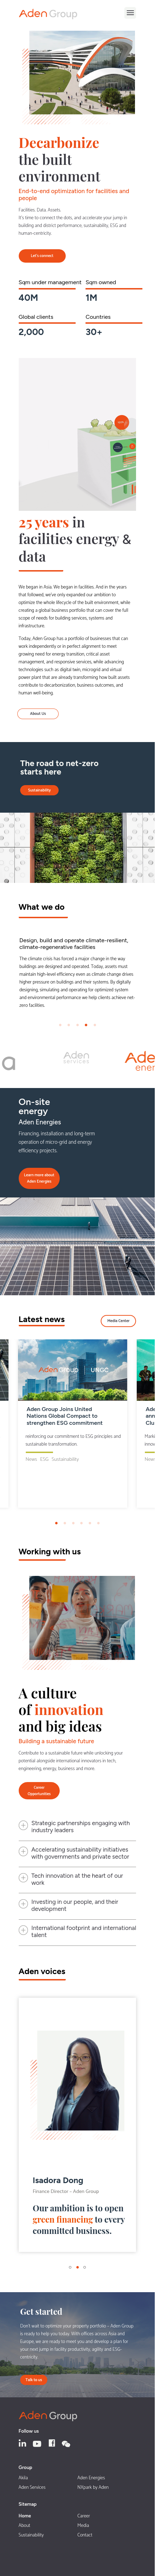 Aden Group
Decarbonize
the built
environment
End-to-end optimization for facilities and
people
Facilities. Data. Assets.
It's time to connect the dots, and accelerate your jump in
building and district performance, sustainability, ESG and
human-centricity.
Let's connect
Sqm under management
Sqm owned
40M
1M
Global clients
Countries
2,000
30+
25 years in
facilities energy &
data
We began in Asia. We began in facilities. And in the years
that followed, we've only expanded our ambition to
optimize the whole lifecycle of the built environment, while
creating a global business portfolio that can cover the full
scope of needs for building services, systems and
infrastructure.
Today, Aden Group has a portfolio of businesses that can
work independently or in perfect alignment to meet
growing need for energy transition, critical asset
management, and responsive services, while advancing
technologies such as digital twin, microgrid and virtual
power plant that are already transforming how built assets
contribute to decarbonization, business outcomes, and
human well-being.
About Us
The road to net-zero
starts here
Sustainability
What we do
Design, build and operate climate-resilient,
climate-regenerative facilities
The climate crisis has forced a major change in the way
buildings are designed and operated. Today, assets must
maintain high-level efficiency even as climate change places
higher pressures on buildings and their systems. By digitally
designing, simulating and optimizing for optimized system
and environmental performance we help clients achieve net-
zero facilities.
Aden
services
Ade
ener
On-site
energy
Aden Energies
Financing, installation and long-term
operation of micro-grid and energy
efficiency projects.
Learn more about
Aden Energies
Latest news
Media Center
Aden Group
UNGC
Aden Group Joins United
Nations Global Compact to
strengthen ESG commitment
reinforcing our commitment to ESG principles and
sustainable transformation
News ESG Sustainability
Ade
ann
Clu
Marke
innov
News
Working with us
A culture
of innovation
and big ideas
Building a sustainable future
Contribute to a sustainable future while unlocking your
potential alongside international innovators in tech,
engineering, energy, business and more.
Career
Opportunities
Strategic partnerships engaging with
industry leaders
Accelerating sustainability initiatives
with governments and private sector
Tech innovation at the heart of our
work
Investing in our people, and their
development
International footprint and international
talent
Aden voices
Isadora Dong
Finance Director – Aden Group
Our ambition is to open
green financing to every
committed business.
Get started
Don't wait to optimize your property portfolio – Aden Group
is ready to help you today. With offices across Asia and
Europe, we are ready to meet you and develop a plan for
your next jump in facility productivity, agility and ESG-
centricity.
Talk to us
Aden Group
Follow us
Group
Akila
Aden Energies
Aden Services
NXpark by Aden
Sitemap
Home
Career
About
Media
Sustainability
Contact